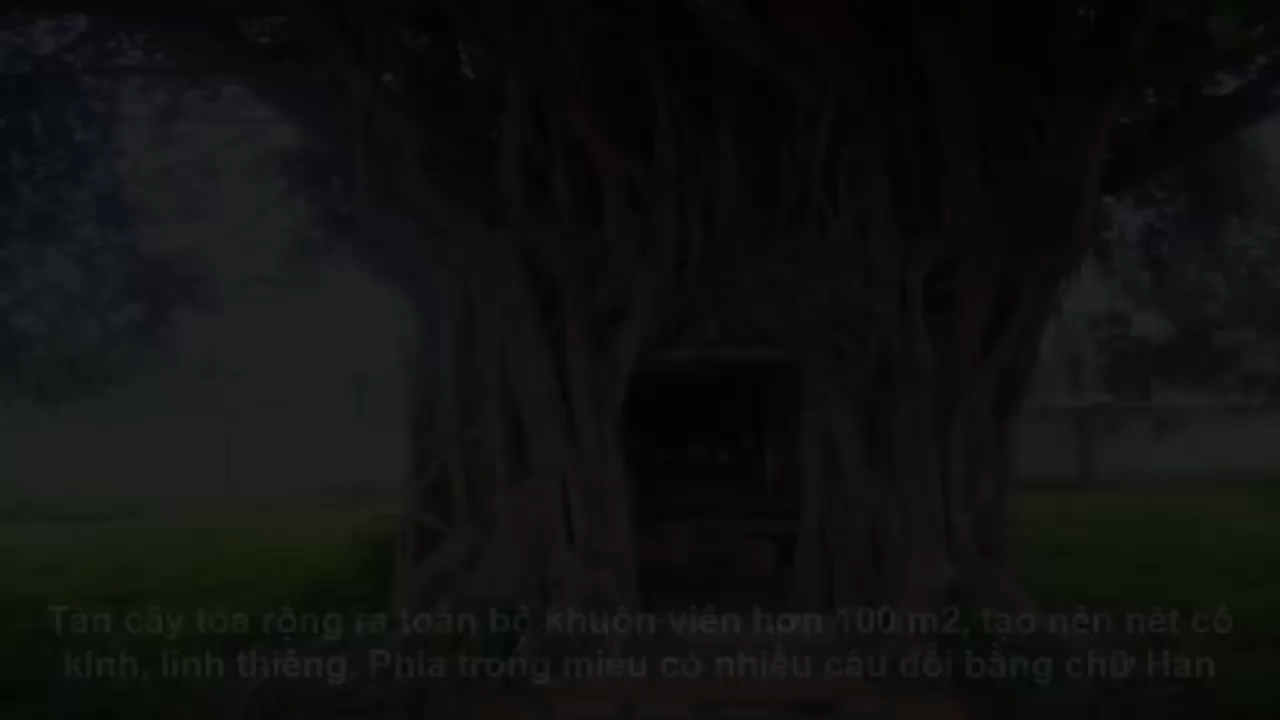 Tán cây tỏa rộng ra toàn bộ khuôn viên hơn 100 m2, tạo nên nét cổ
kính, linh thiêng. Phía trong miếu có nhiều câu đối bằng chữ Hán